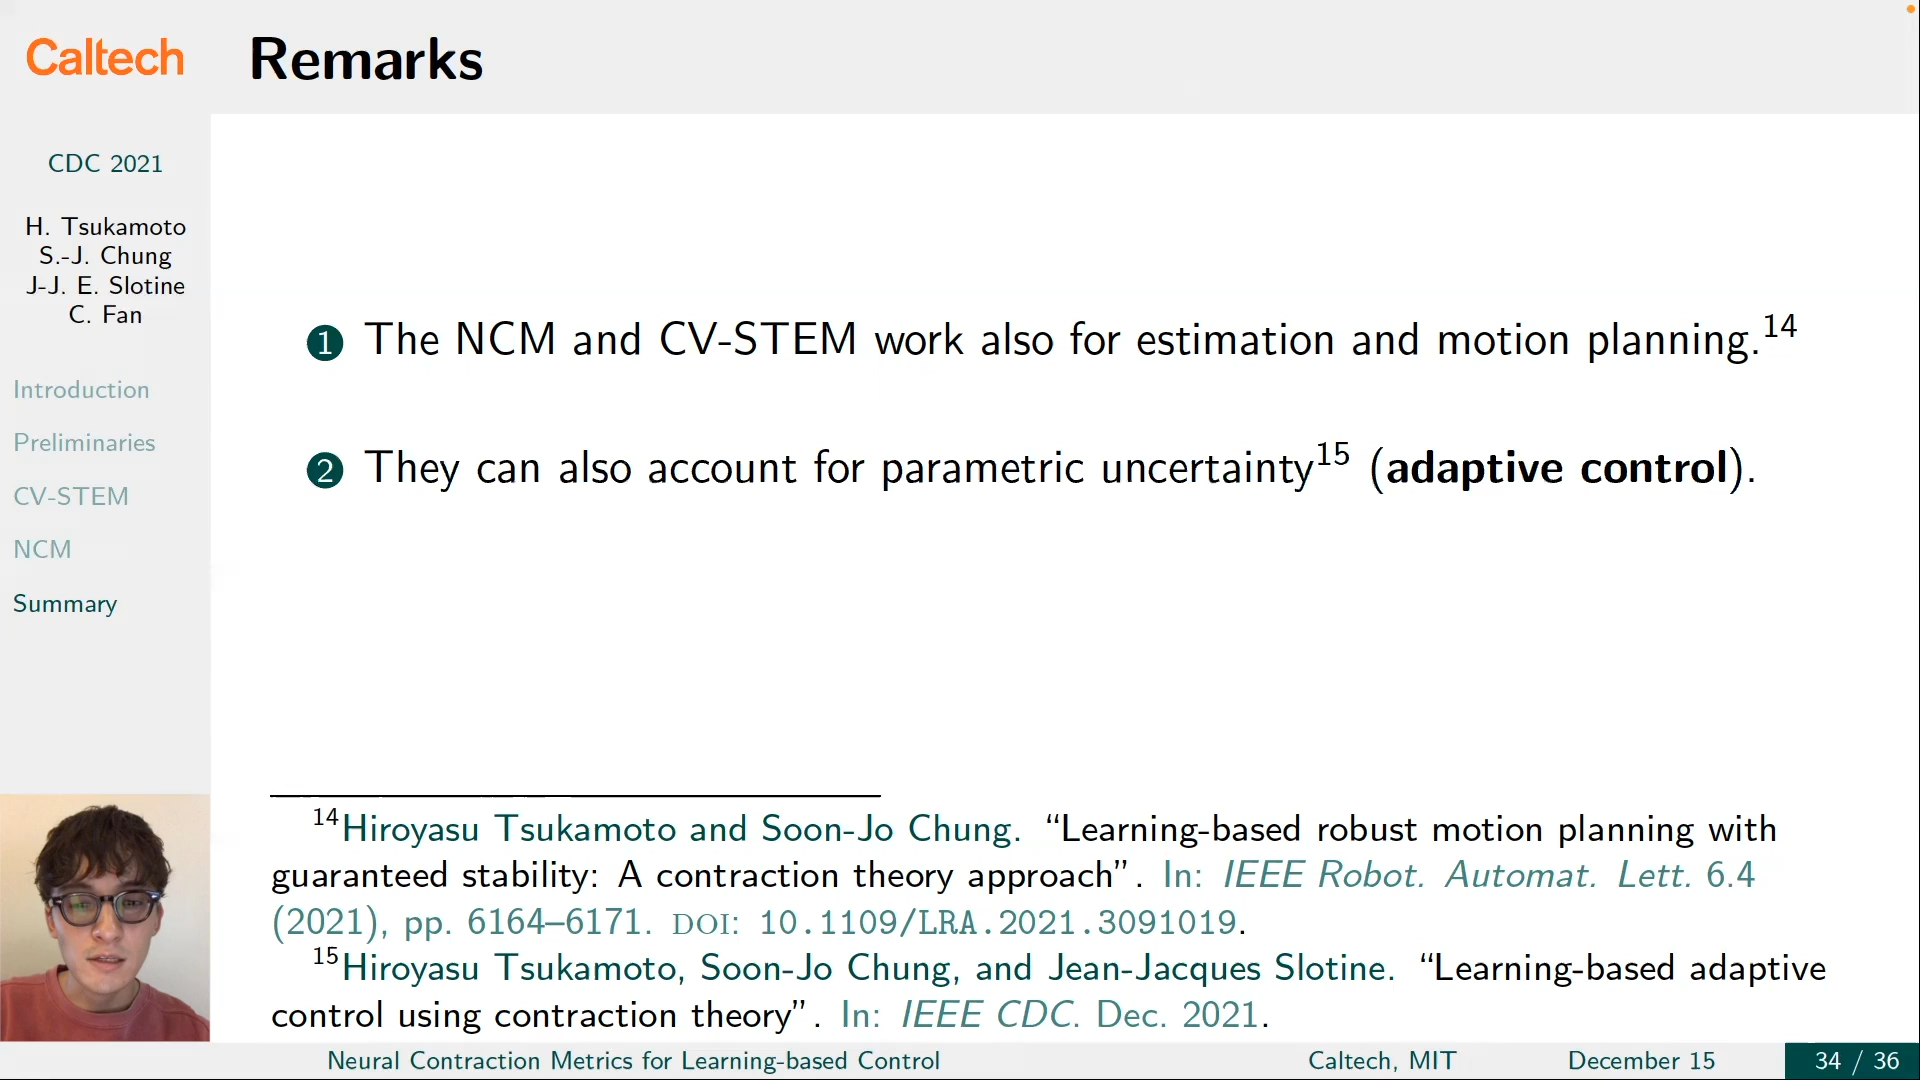 Caltech
Remarks
CDC 2021
H. Tsukamoto
S.-J. Chung
J-J. E. Slotine
C. Fan
Introduction
Preliminaries
CV-STEM
NCM
Summary
1 The NCM and CV-STEM work also for estimation and motion planning.14
2 They can also account for parametric uncertainty15 (adaptive control).
14Hiroyasu Tsukamoto and Soon-Jo Chung. “Learning-based robust motion planning with
guaranteed stability: A contraction theory approach”. In: IEEE Robot. Automat. Lett. 6.4
(2021), pp. 6164–6171. DOI: 10.1109/LRA.2021.3091019.
15Hiroyasu Tsukamoto, Soon-Jo Chung, and Jean-Jacques Slotine. “Learning-based adaptive
control using contraction theory”. In: IEEE CDC. Dec. 2021.
Neural Contraction Metrics for Learning-based Control Caltech, MIT December 15 34 / 36